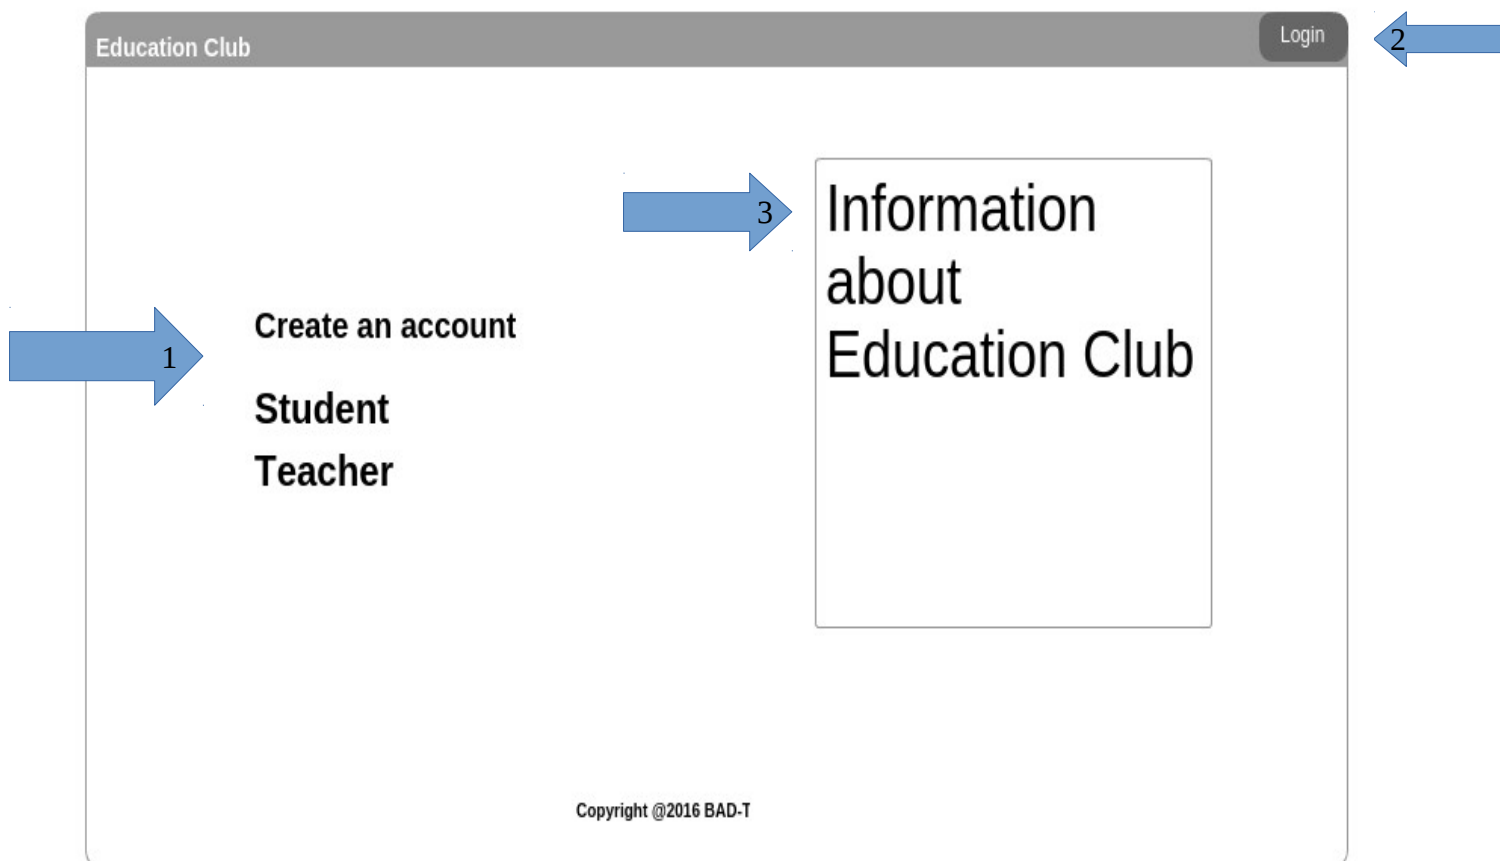 Education Club
Login
2
3
Information
about
Education Club
1
Create an account
Student
Teacher
Copyright @2016 BAD-T